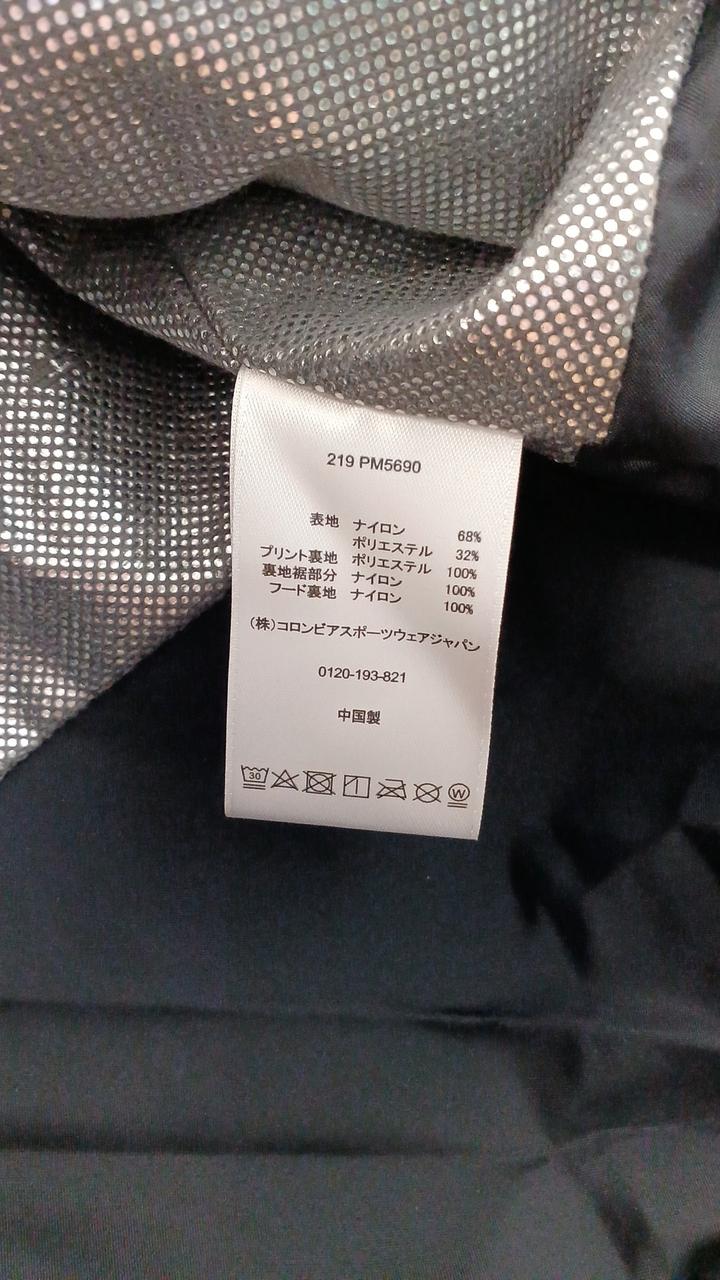 219 PM5690
表地 ナイロン 68%
ポリエステル 32%
プリント裏地 ポリエステル 100%
裏地裾部分 ナイロン 100%
フード裏地 ナイロン 100%
(株)コロンビアスポーツウェアジャパン
0120-193-821
中国製
30 W